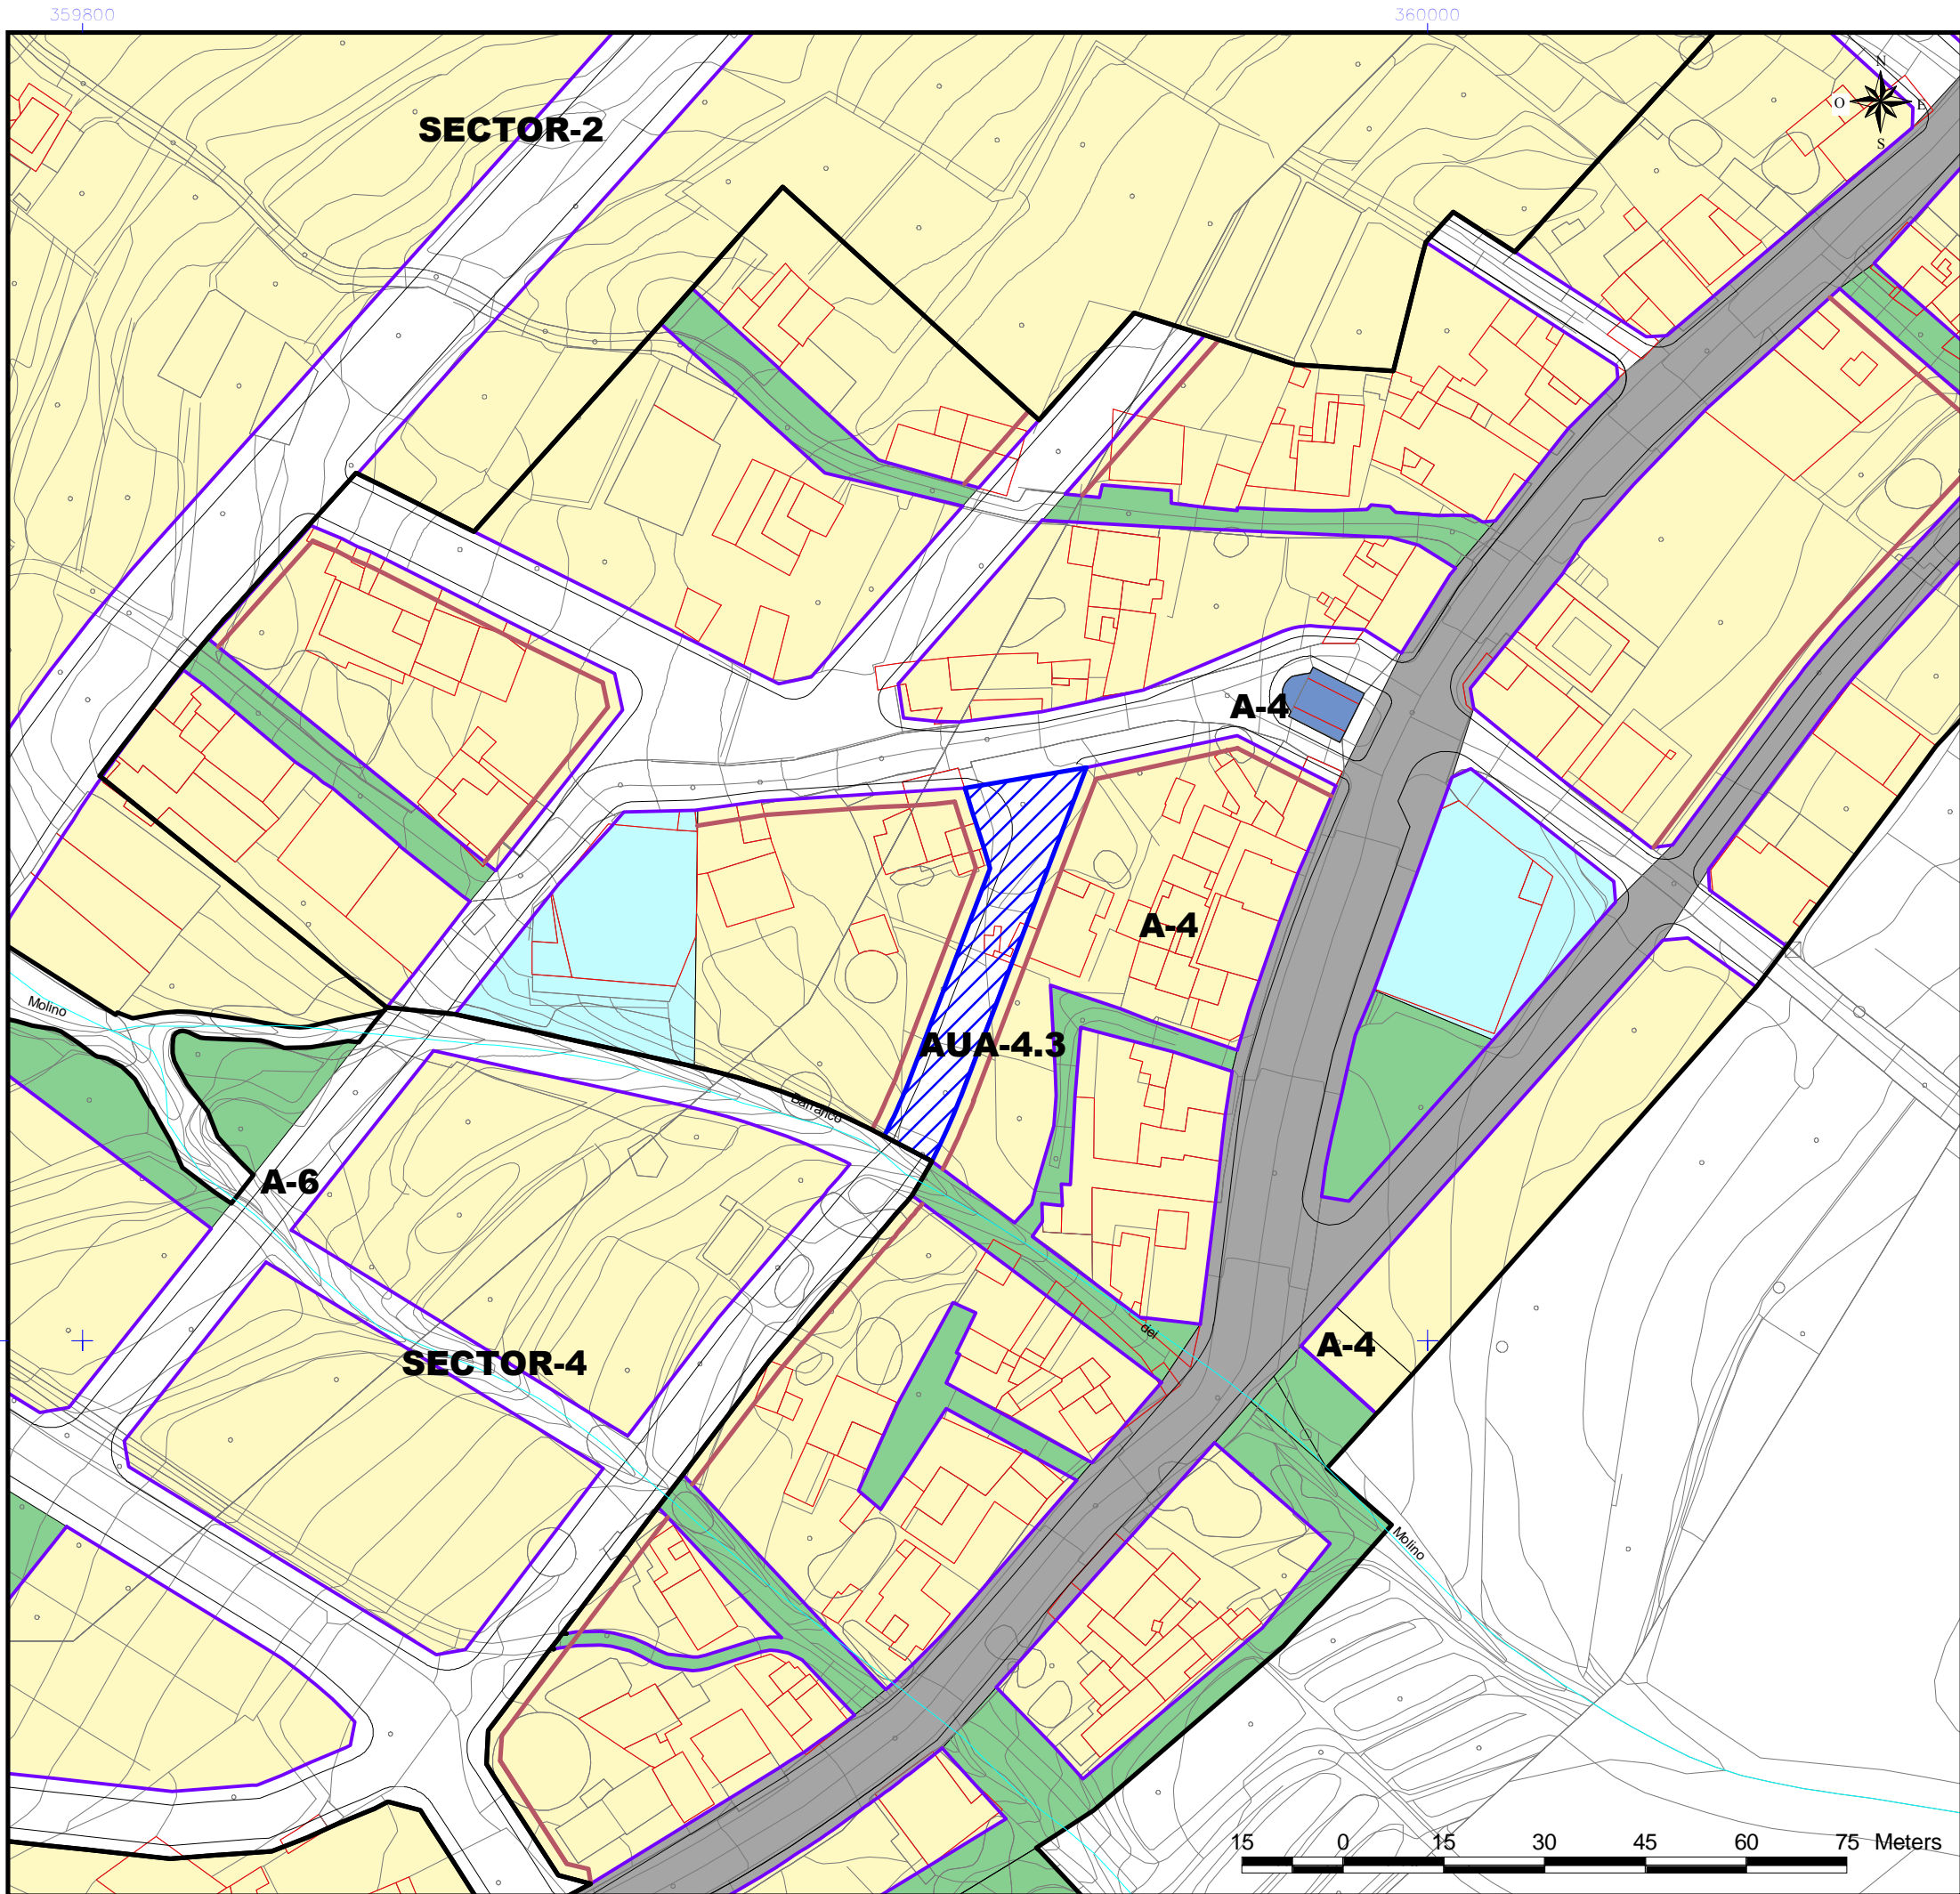 359800
360000
N
O E
S
SECTOR-2
A-4
A-4
Molino
AUA-4.3
Barranco
A-6
del
A-4
SECTOR-4
Molino
15 0 15 30 45 60 75 Meters